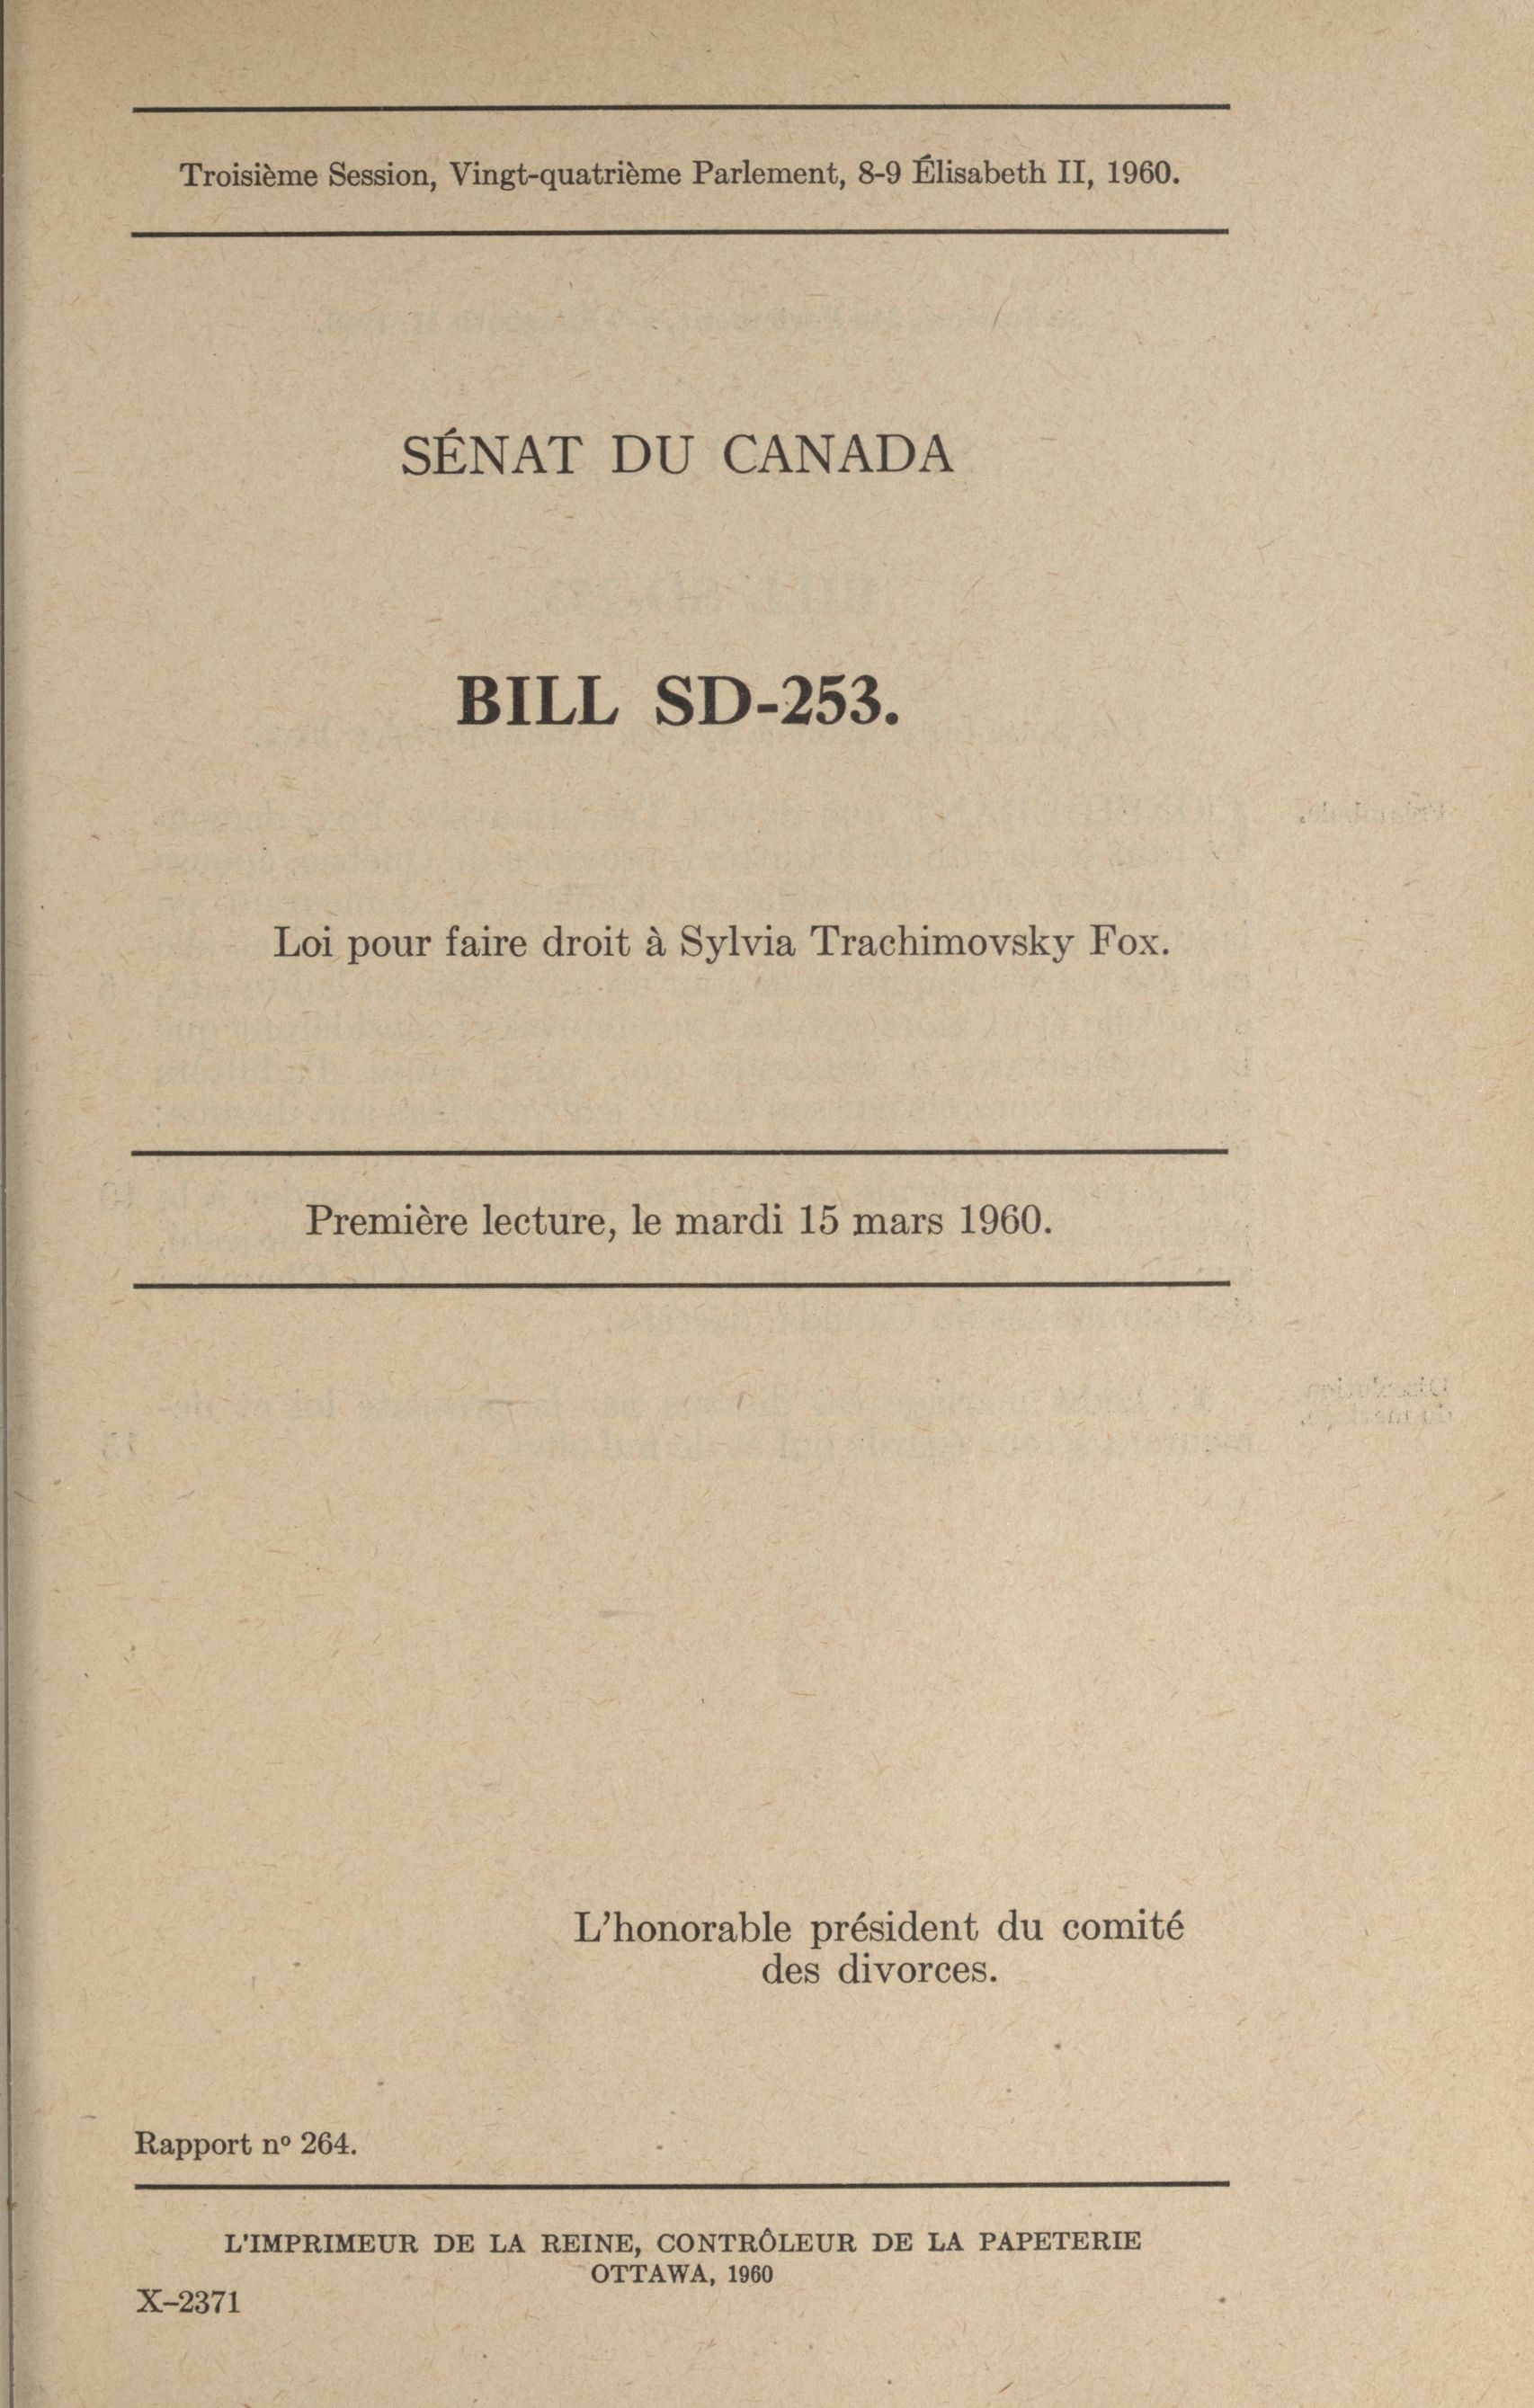 Troisième Session, Vingt-quatrième Parlement, 8-9 Élisabeth II, 1960.
SÉNAT DU CANADA
BILL SD-253.
Loi pour faire droit à Sylvia Trachimovsky Fox.
Première lecture, le mardi 15 mars 1960.
L'honorable président du comité
des divorces.
Rapport nº 264.
L'IMPRIMEUR DE LA REINE, CONTRÔLEUR DE LA PAPETERIE
OTTAWA, 1960
X–2371